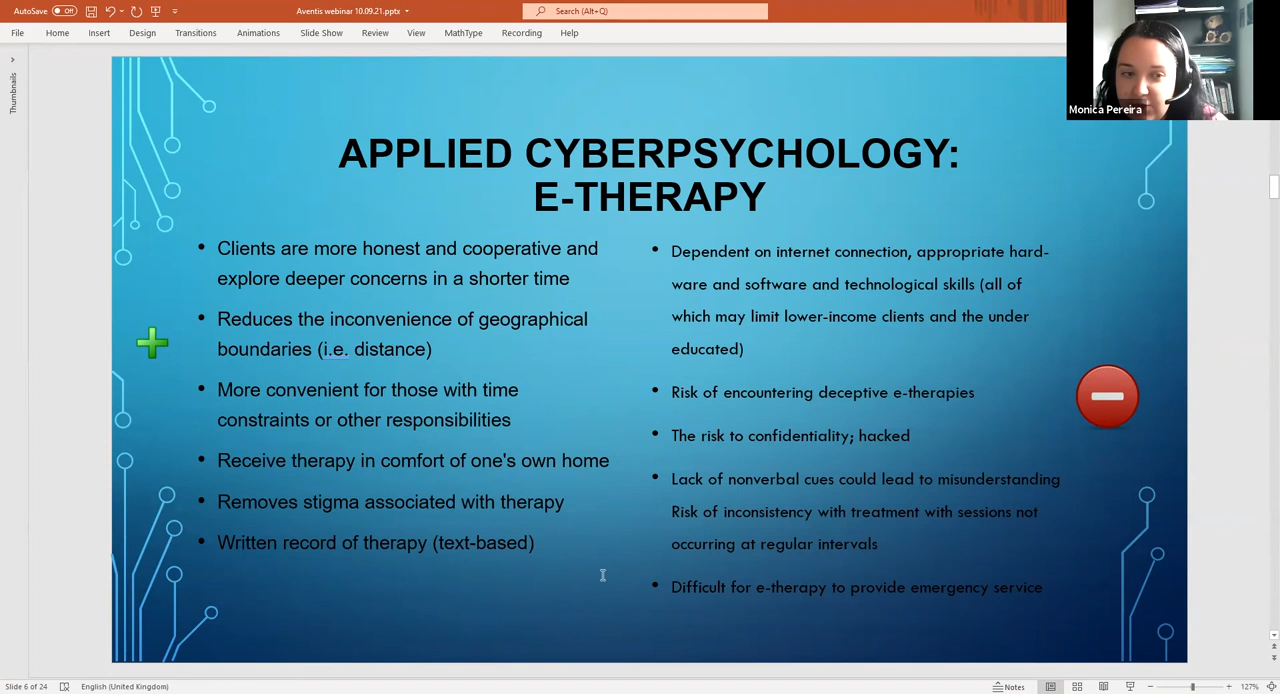 AutoSave
Off
Aventis webinar 10.09.21.pptx
Search (Alt+Q)
File
Home
Insert
Design
Transitions
Animations
Slide Show
Review
View
MathType
Recording
Help
Monica Pereira
Thumbnails
APPLIED CYBERPSYCHOLOGY:
E-THERAPY
• Clients are more honest and cooperative and
explore deeper concerns in a shorter time
• Reduces the inconvenience of geographical
boundaries (i.e. distance)
• More convenient for those with time
constraints or other responsibilities
• Receive therapy in comfort of one's own home
• Removes stigma associated with therapy
• Written record of therapy (text-based)
• Dependent on internet connection, appropriate hard-
ware and software and technological skills (all of
which may limit lower-income clients and the under
educated)
• Risk of encountering deceptive e-therapies
• The risk to confidentiality; hacked
• Lack of nonverbal cues could lead to misunderstanding
Risk of inconsistency with treatment with sessions not
occurring at regular intervals
• Difficult for e-therapy to provide emergency service
Slide 6 of 24
English (United Kingdom)
Notes
127%